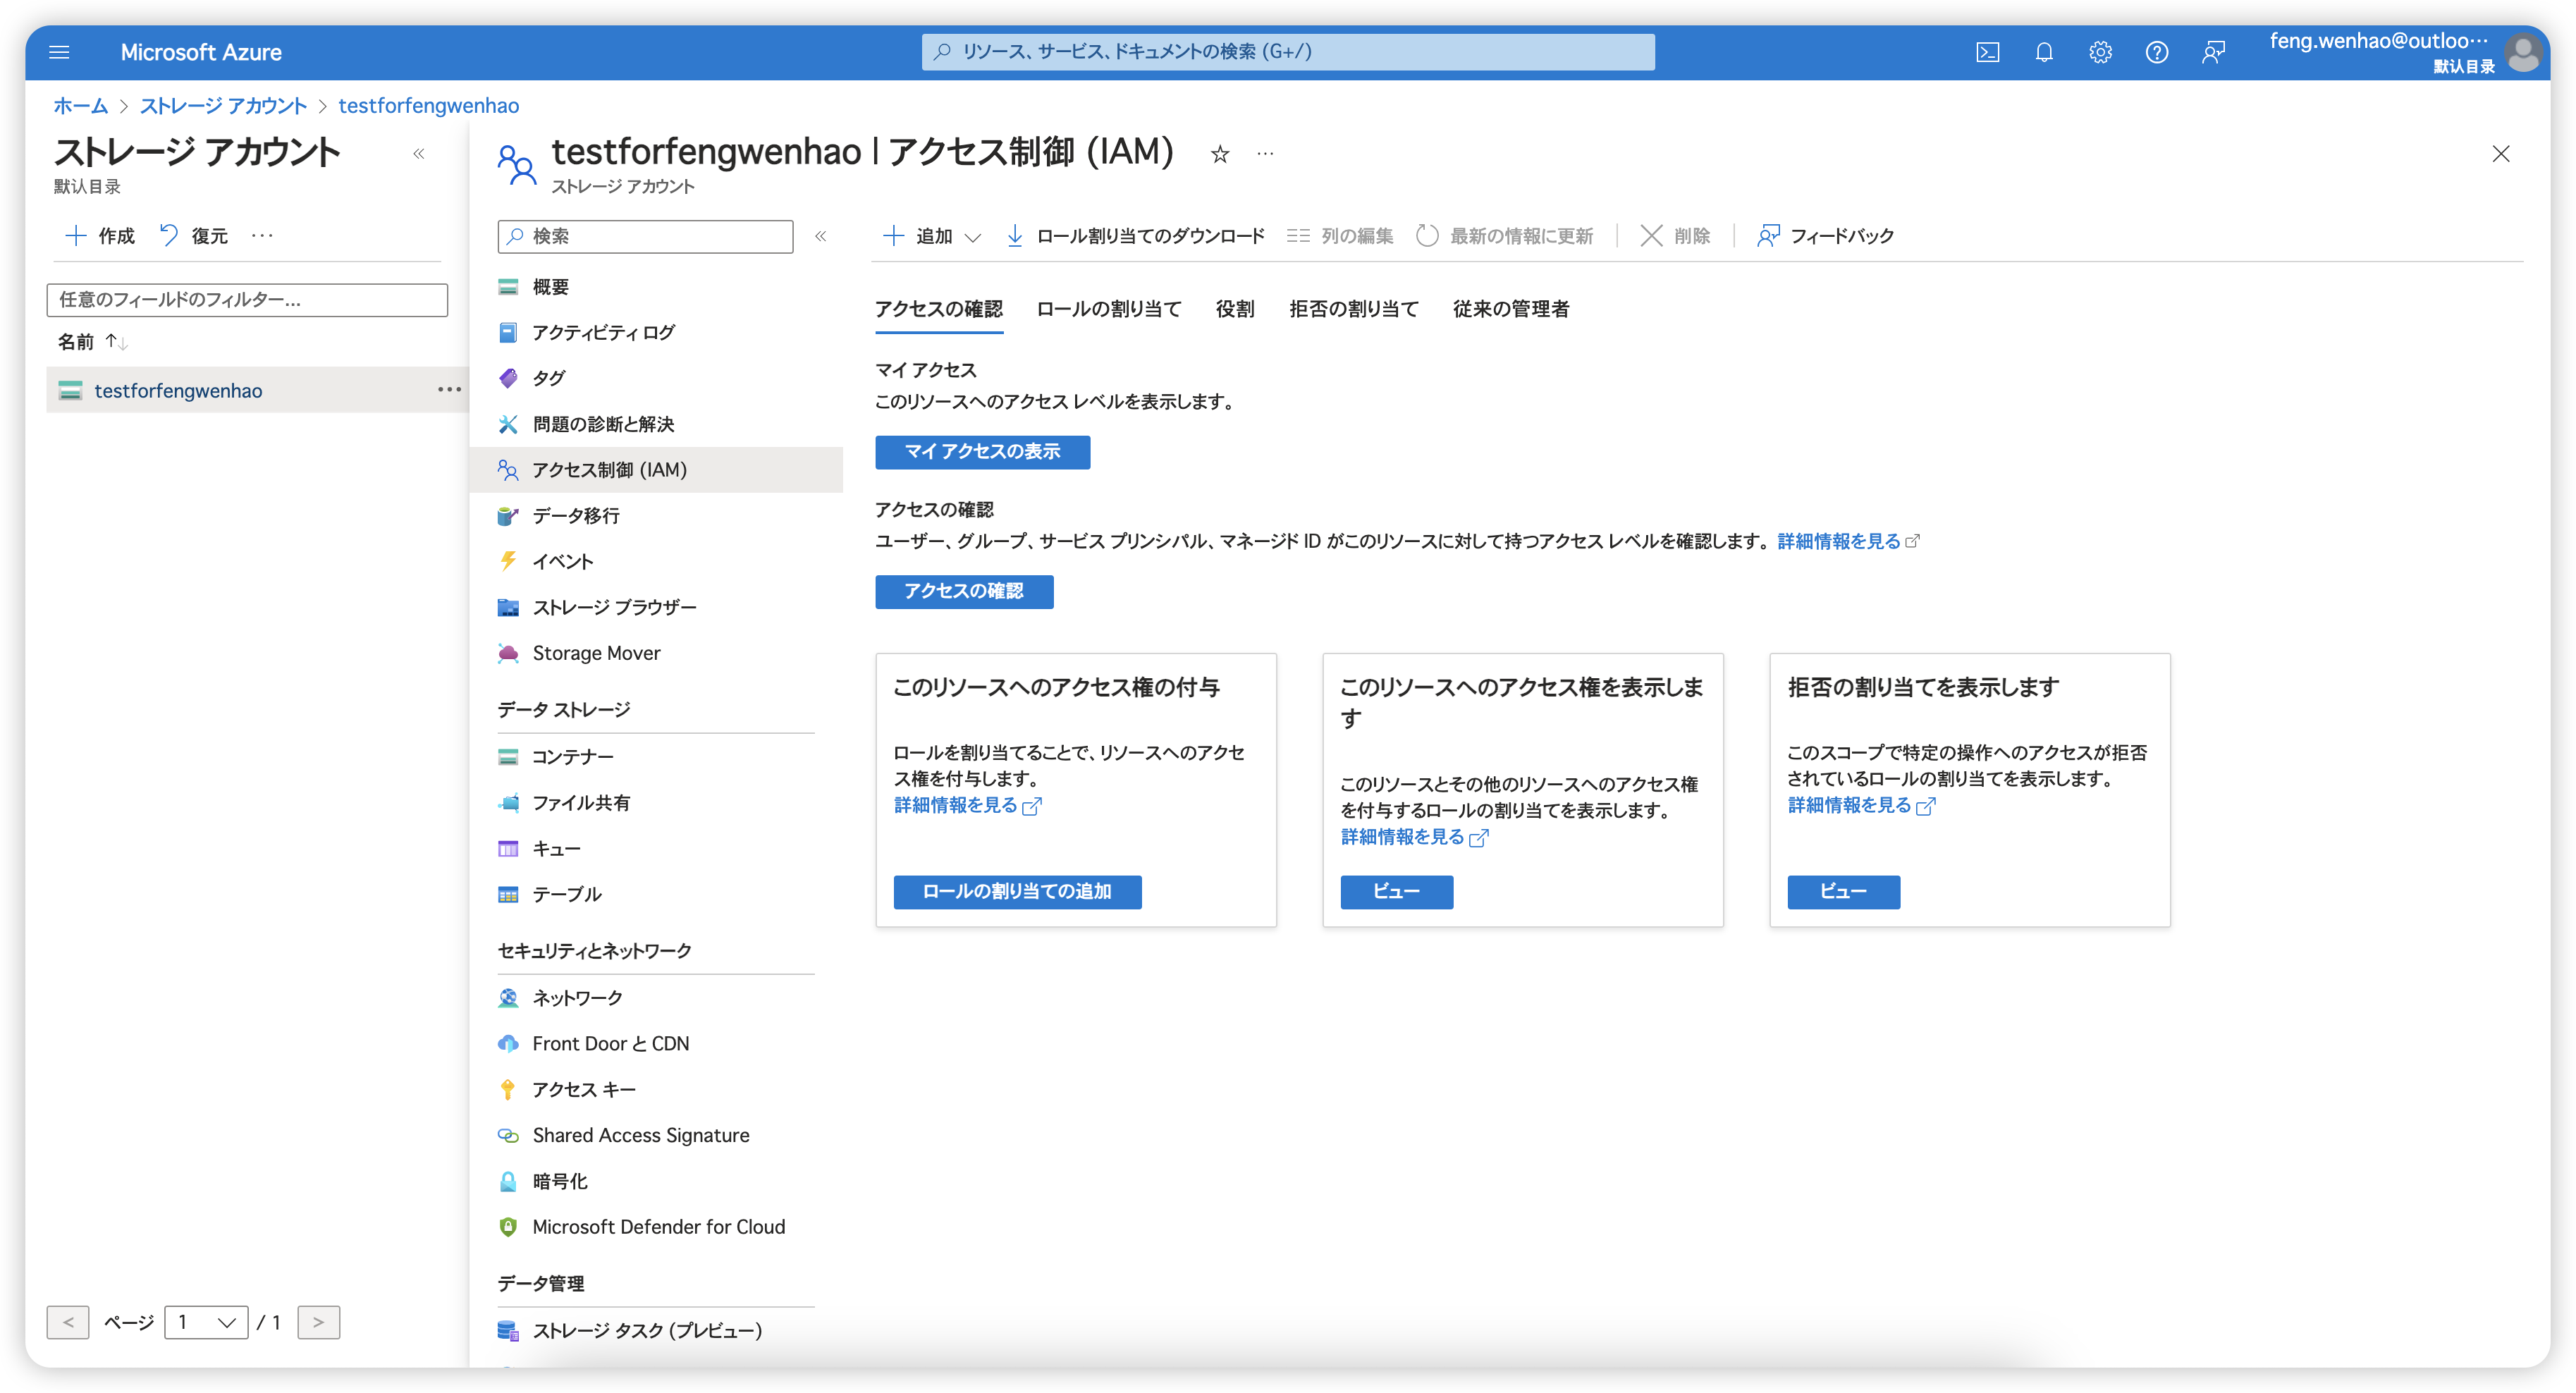 Microsoft Azure
リソース、サービス、ドキュメントの検索 (G+/)
feng.wenhao@outloo…
默认目录
ホーム > ストレージ アカウント > testforfengwenhao
ストレージ アカウント
默认目录
作成 復元 …
任意のフィールドのフィルター...
名前 ↑↓
testforfengwenhao
< ページ 1 / 1 >
testforfengwenhao | アクセス制御 (IAM)
ストレージ アカウント
検索
概要
アクティビティ ログ
タグ
問題の診断と解決
アクセス制御 (IAM)
データ移行
イベント
ストレージ ブラウザー
Storage Mover
データ ストレージ
コンテナー
ファイル共有
キュー
テーブル
セキュリティとネットワーク
ネットワーク
Front Door と CDN
アクセス キー
Shared Access Signature
暗号化
Microsoft Defender for Cloud
データ管理
ストレージ タスク (プレビュー)
追加 ロール割り当てのダウンロード 列の編集 最新の情報に更新 削除 フィードバック
アクセスの確認 ロールの割り当て 役割 拒否の割り当て 従来の管理者
マイ アクセス
このリソースへのアクセス レベルを表示します。
マイ アクセスの表示
アクセスの確認
ユーザー、グループ、サービス プリンシパル、マネージド ID がこのリソースに対して持つアクセス レベルを確認します。 詳細情報を見る
アクセスの確認
このリソースへのアクセス権の付与
ロールを割り当てることで、リソースへのアクセ
ス権を付与します。
詳細情報を見る
ロールの割り当ての追加
このリソースへのアクセス権を表示しま
す
このリソースとその他のリソースへのアクセス権
を付与するロールの割り当てを表示します。
詳細情報を見る
ビュー
拒否の割り当てを表示します
このスコープで特定の操作へのアクセスが拒否
されているロールの割り当てを表示します。
詳細情報を見る
ビュー